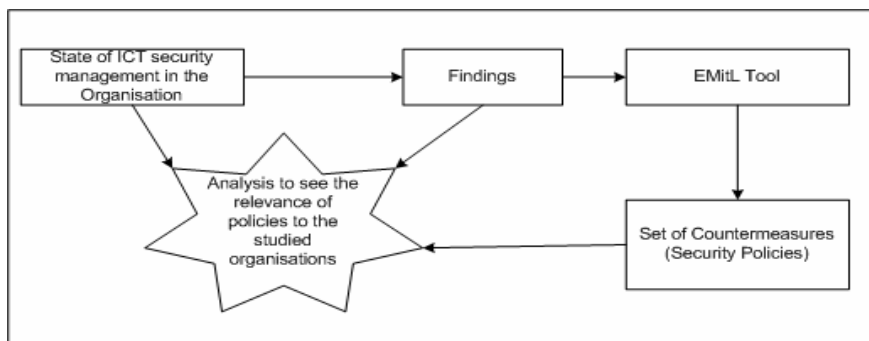 State of ICT security
management in the
Organisation
Findings
EMitL Tool
Analysis to see the
relevance of
policies to the
studied
organisations
Set of Countermeasures
(Security Policies)